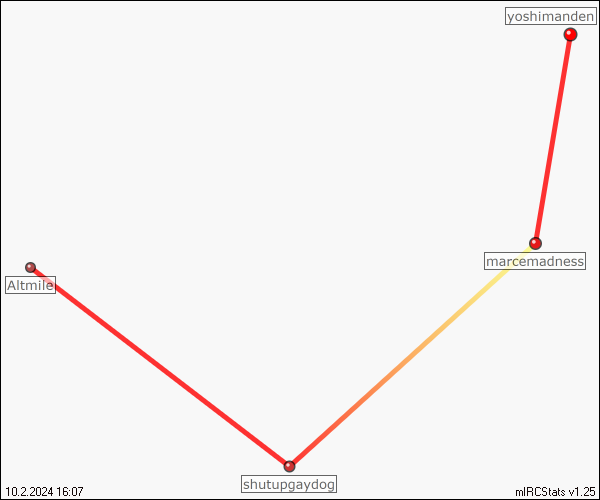 yoshimanden
marcemadness
Altmile
shutupgaydog
10.2.2024 16:07
mIRCStats v1.25